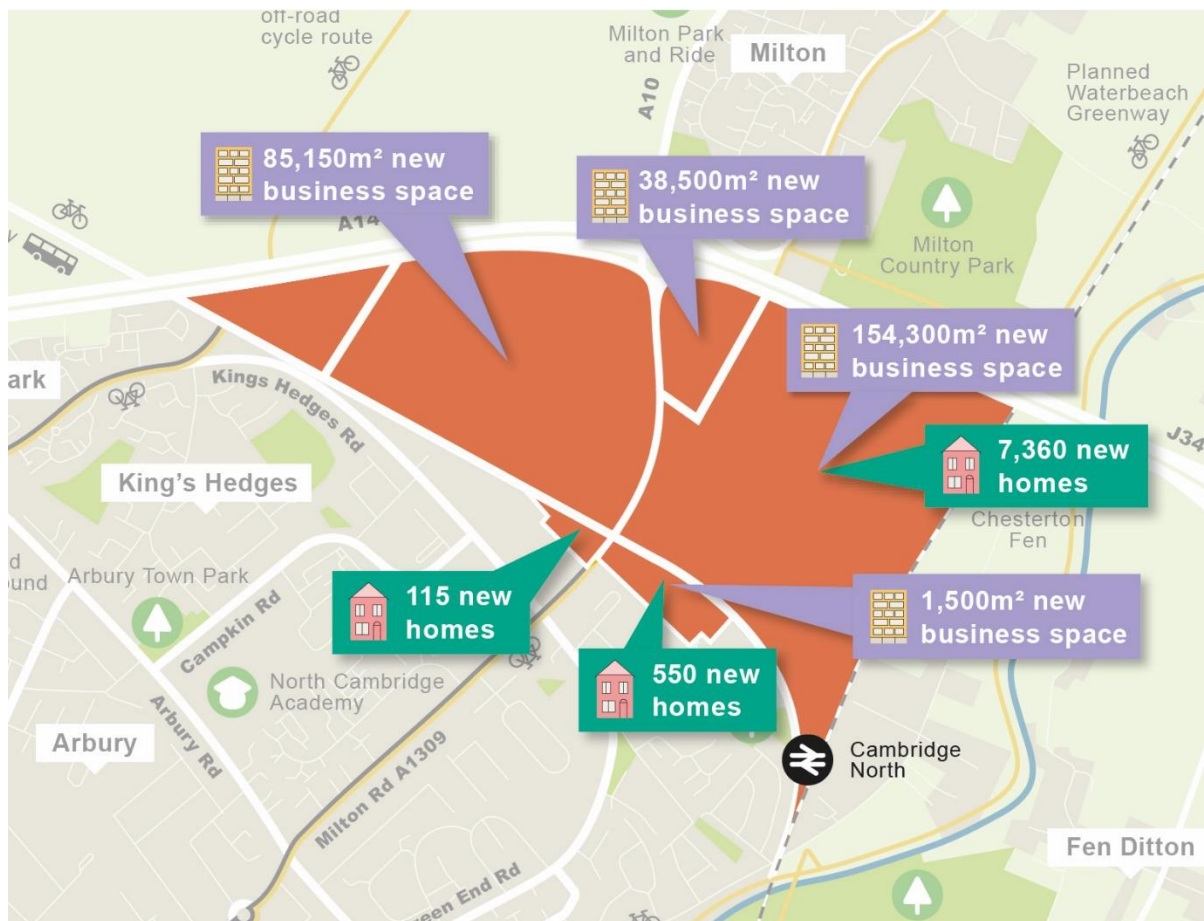 off-road
cycle route
Milton Park
and Ride
Milton
A10
Planned
Waterbeach
Greenway
85,150m² new
business space
38,500m² new
business space
A14
Milton
Country Park
154,300m² new
business space
ark
Kings Hedges Rd
7,360 new
homes
J34
King's Hedges
Chesterton
Fen
d
ound
Arbury Town Park
115 new
homes
1,500m² new
business space
Campkin Rd
550 new
homes
North Cambridge
Academy
Arbury
Arbury Rd
Milton Rd A1309
Cambridge
North
Fen Ditton
reen End Rd